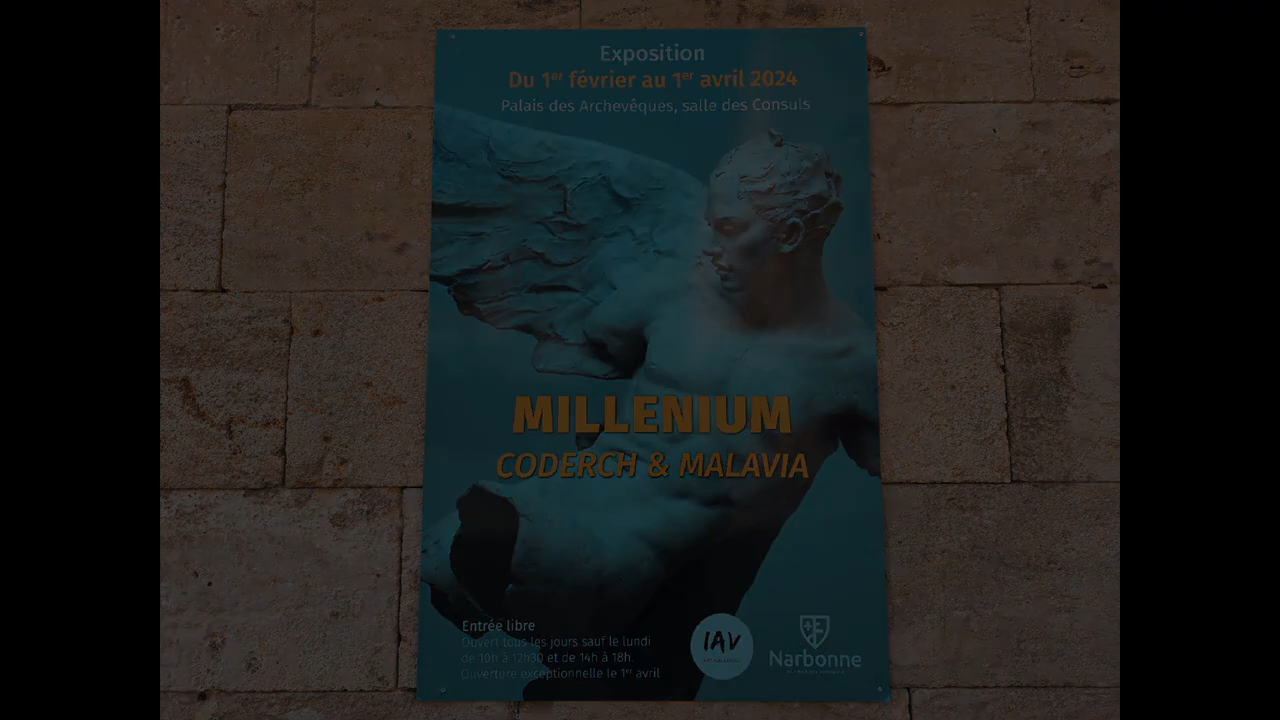 Exposition
Du 1er février au 1er avril 2024
Palais des Archevêques, salle des Consuls
MILLENIUM
CODERCH & MALAVIA
Entrée libre
Ouvert tous les jours sauf le lundi
de 10h à 12h30 et de 14h à 18h.
Ouverture exceptionnelle le 1er avril
IAV
Narbonne